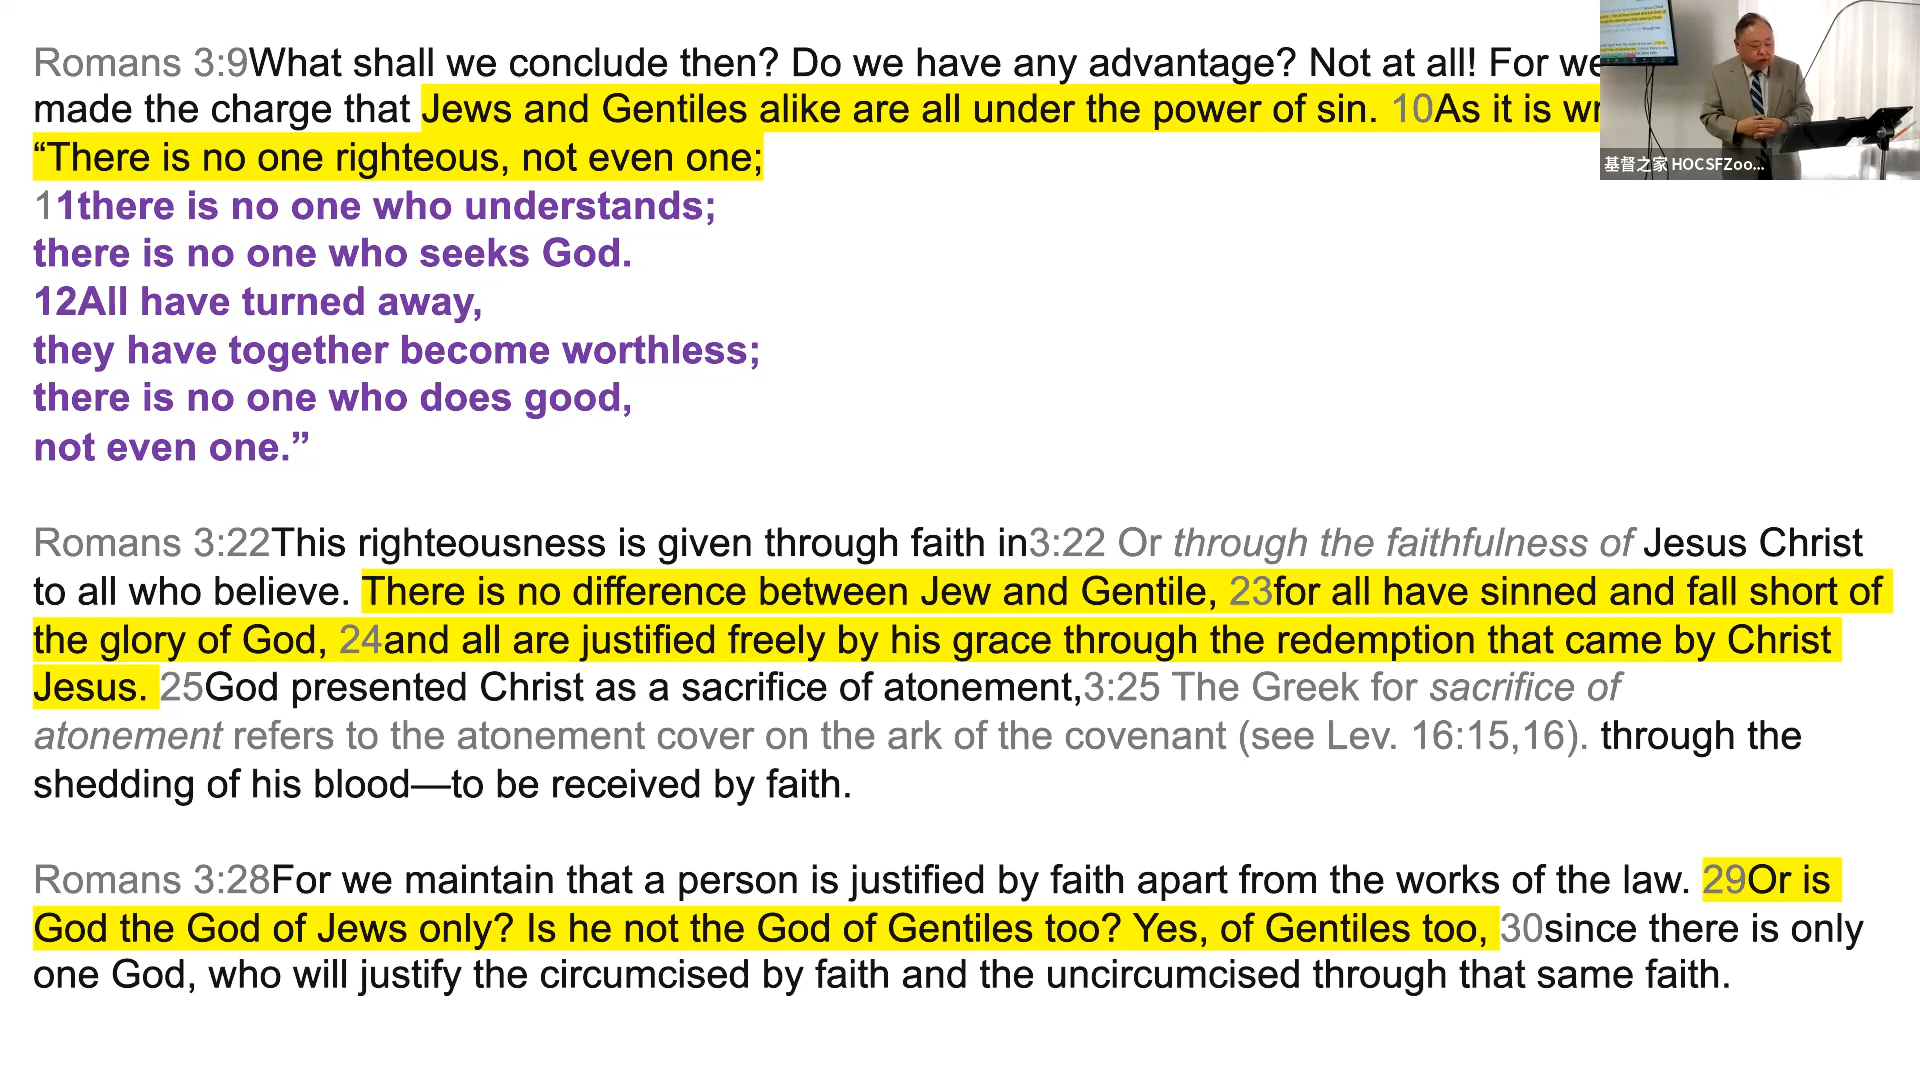 Romans 3:9What shall we conclude then? Do we have any advantage? Not at all! For we
made the charge that Jews and Gentiles alike are all under the power of sin. 10As it is
“There is no one righteous, not even one;
11there is no one who understands;
there is no one who seeks God.
12All have turned away,
they have together become worthless;
there is no one who does good,
not even one.”
Romans 3:22This righteousness is given through faith in3:22 Or through the faithfulness of Jesus Christ
to all who believe. There is no difference between Jew and Gentile, 23for all have sinned and fall short of
the glory of God, 24and all are justified freely by his grace through the redemption that came by Christ
Jesus. 25God presented Christ as a sacrifice of atonement,3:25 The Greek for sacrifice of
atonement refers to the atonement cover on the ark of the covenant (see Lev. 16:15,16). through the
shedding of his blood—to be received by faith.
Romans 3:28For we maintain that a person is justified by faith apart from the works of the law. 29Or is
God the God of Jews only? Is he not the God of Gentiles too? Yes, of Gentiles too, 30since there is only
one God, who will justify the circumcised by faith and the uncircumcised through that same faith.
基督之家 HOCSFZoo...